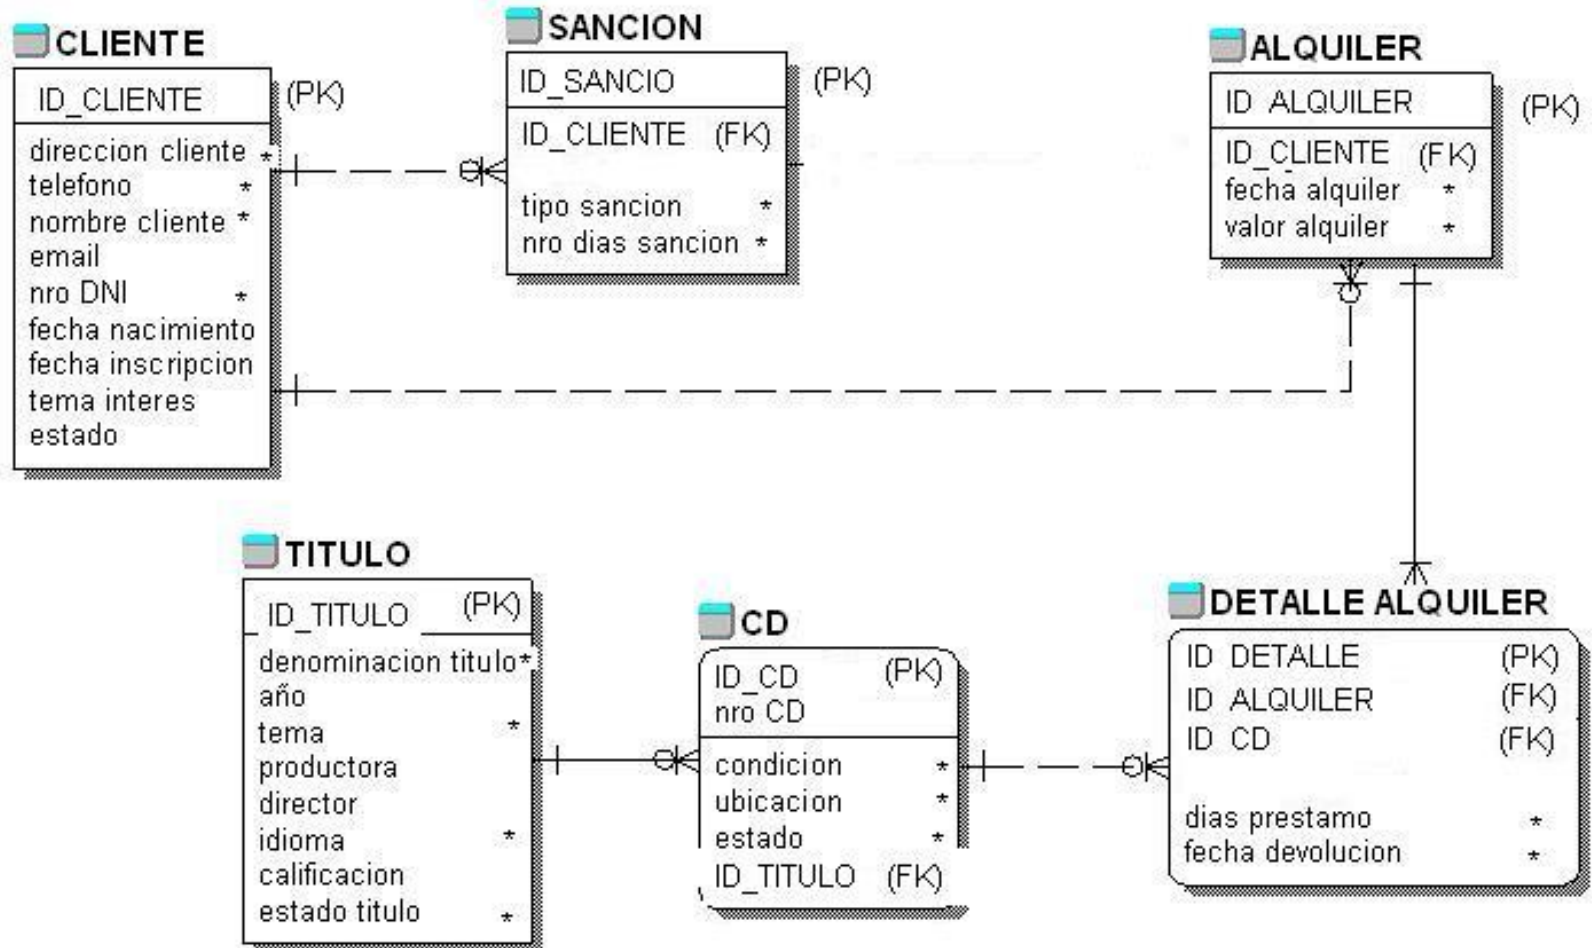 CLIENTE
ID_CLIENTE (PK)
direccion cliente *
telefono *
nombre cliente *
email
nro DNI *
fecha nacimiento
fecha inscripcion
tema interes
estado
SANCION
ID_SANCIO (PK)
ID_CLIENTE (FK)
tipo sancion *
nro dias sancion *
ALQUILER
ID ALQUILER (PK)
ID_CLIENTE (FK)
fecha alquiler *
valor alquiler *
TITULO
ID_TITULO (PK)
denominacion titulo*
año
tema *
productora
director
idioma *
calificacion
estado titulo *
CD
ID_CD (PK)
nro CD
condicion *
ubicacion *
estado *
ID_TITULO (FK)
DETALLE ALQUILER
ID DETALLE (PK)
ID ALQUILER (FK)
ID CD (FK)
dias prestamo *
fecha devolucion *